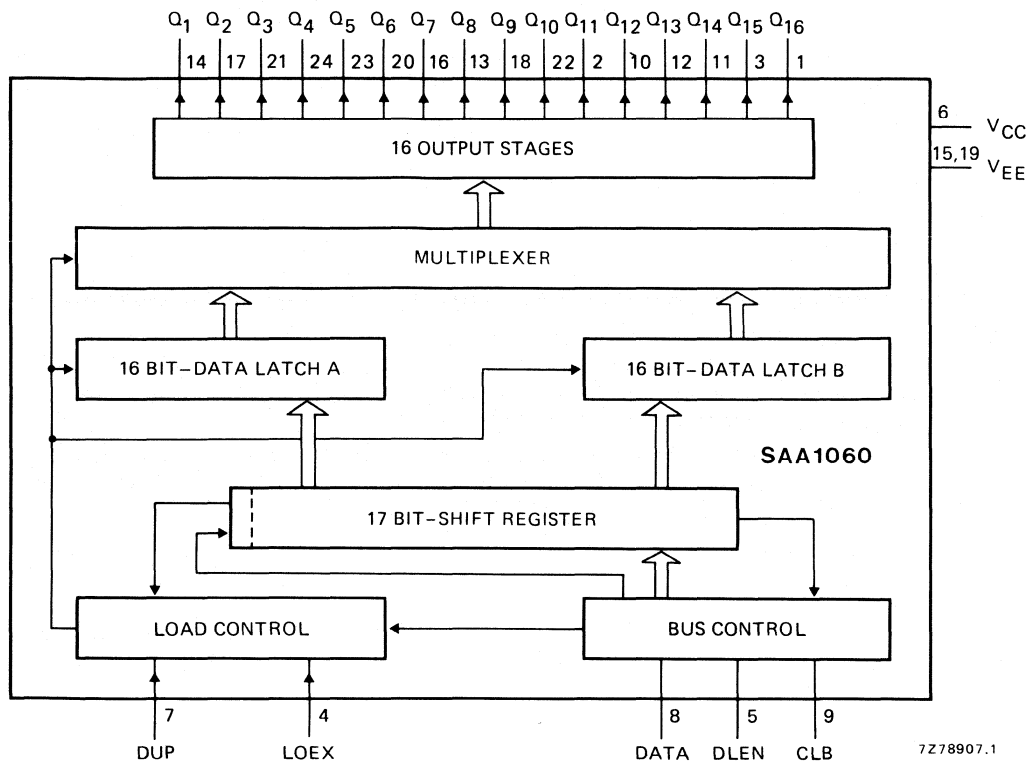 Q1 Q2 Q3 Q4 Q5 Q6 Q7 Q8 Q9 Q10 Q11 Q12 Q13 Q14 Q15 Q16
14 17 21 24 23 20 16 13 18 22 2 10 12 11 3 1
6 VCC
15,19 VEE
16 OUTPUT STAGES
MULTIPLEXER
16 BIT-DATA LATCH A
16 BIT-DATA LATCH B
SAA1060
17 BIT-SHIFT REGISTER
LOAD CONTROL
BUS CONTROL
7 4 8 5 9
DUP LOEX DATA DLEN CLB
7Z78907.1